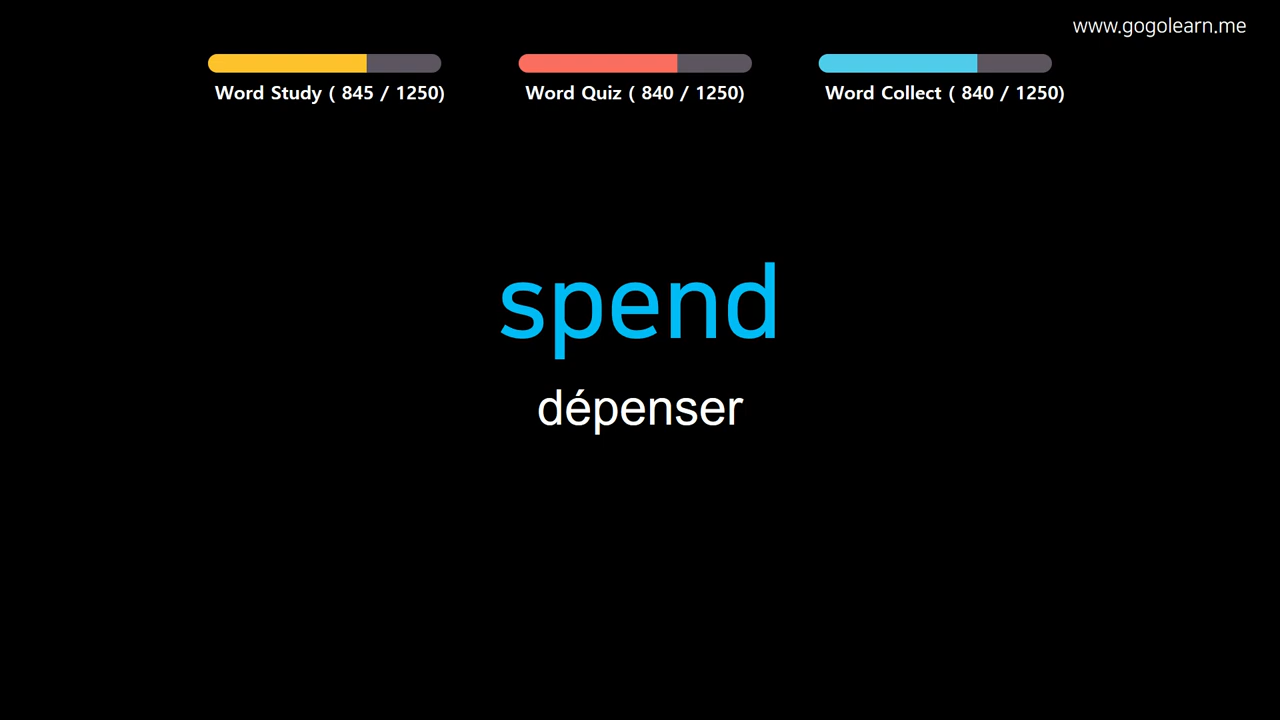 www.gogolearn.me
Word Study ( 845 / 1250)
Word Quiz ( 840 / 1250)
Word Collect ( 840 / 1250)
spend
dépenser